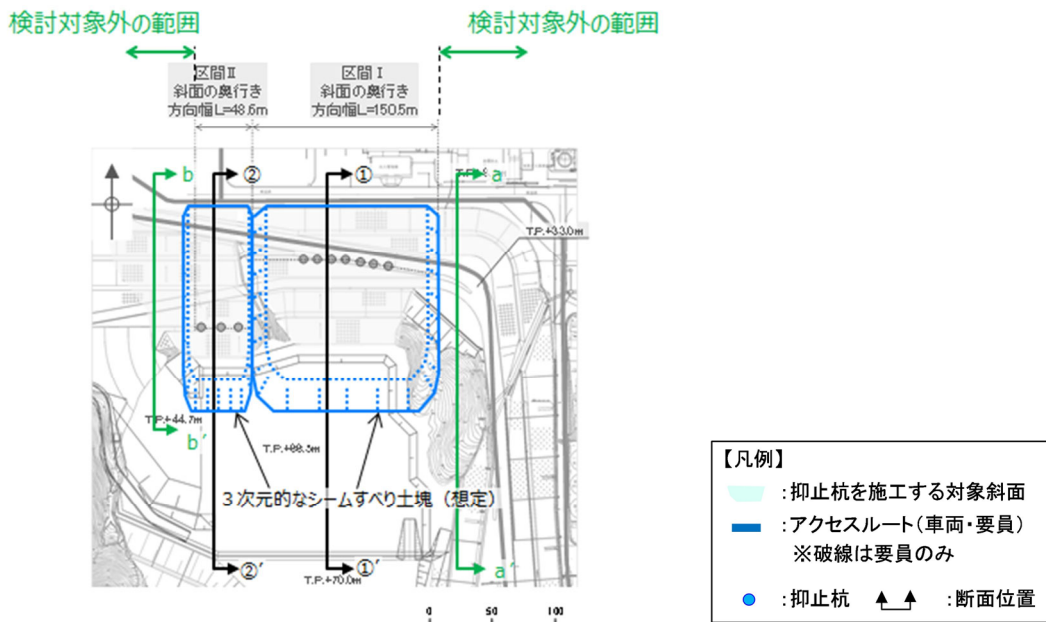 検討対象外の範囲
検討対象外の範囲
区間Ⅱ
斜面の奥行き
方向幅L=48.6m
区間Ⅰ
斜面の奥行き
方向幅L=150.5m
b
②
①
a
T.P.+33.0m
T.P.+44.7m
b′
T.P.+88.5m
3次元的なシームすべり土塊（想定）
②′
①′
T.P.+70.0m
a′
0 50 100
【凡例】
:抑止杭を施工する対象斜面
:アクセスルート(車両・要員)
※破線は要員のみ
:抑止杭
:断面位置